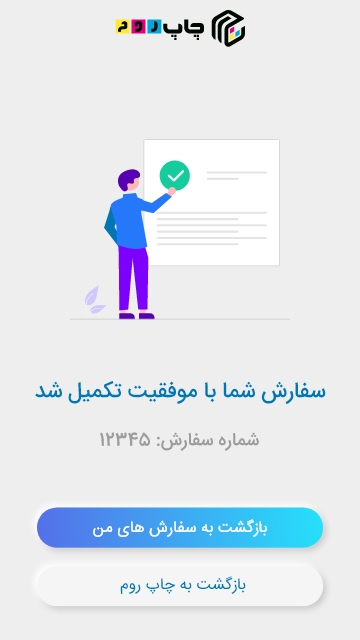 چاپ روم
سفارش شما با موفقیت تکمیل شد
شماره سفارش: ۱۲۳۴۵
بازگشت به سفارش های من
بازگشت به چاپ روم